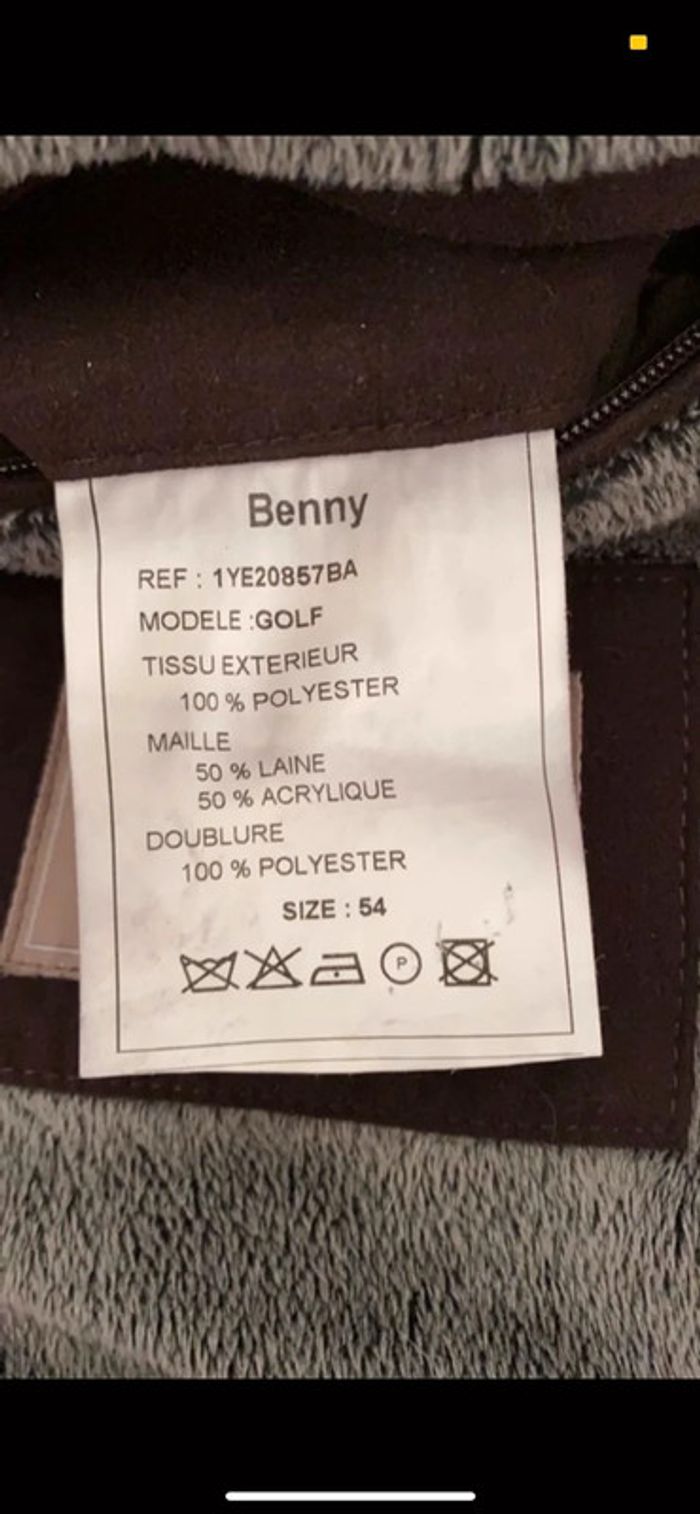 Benny
REF : 1YE20857BA
MODELE :GOLF
TISSU EXTERIEUR
100 % POLYESTER
MAILLE
50 % LAINE
50 % ACRYLIQUE
DOUBLURE
100 % POLYESTER
SIZE : 54
P